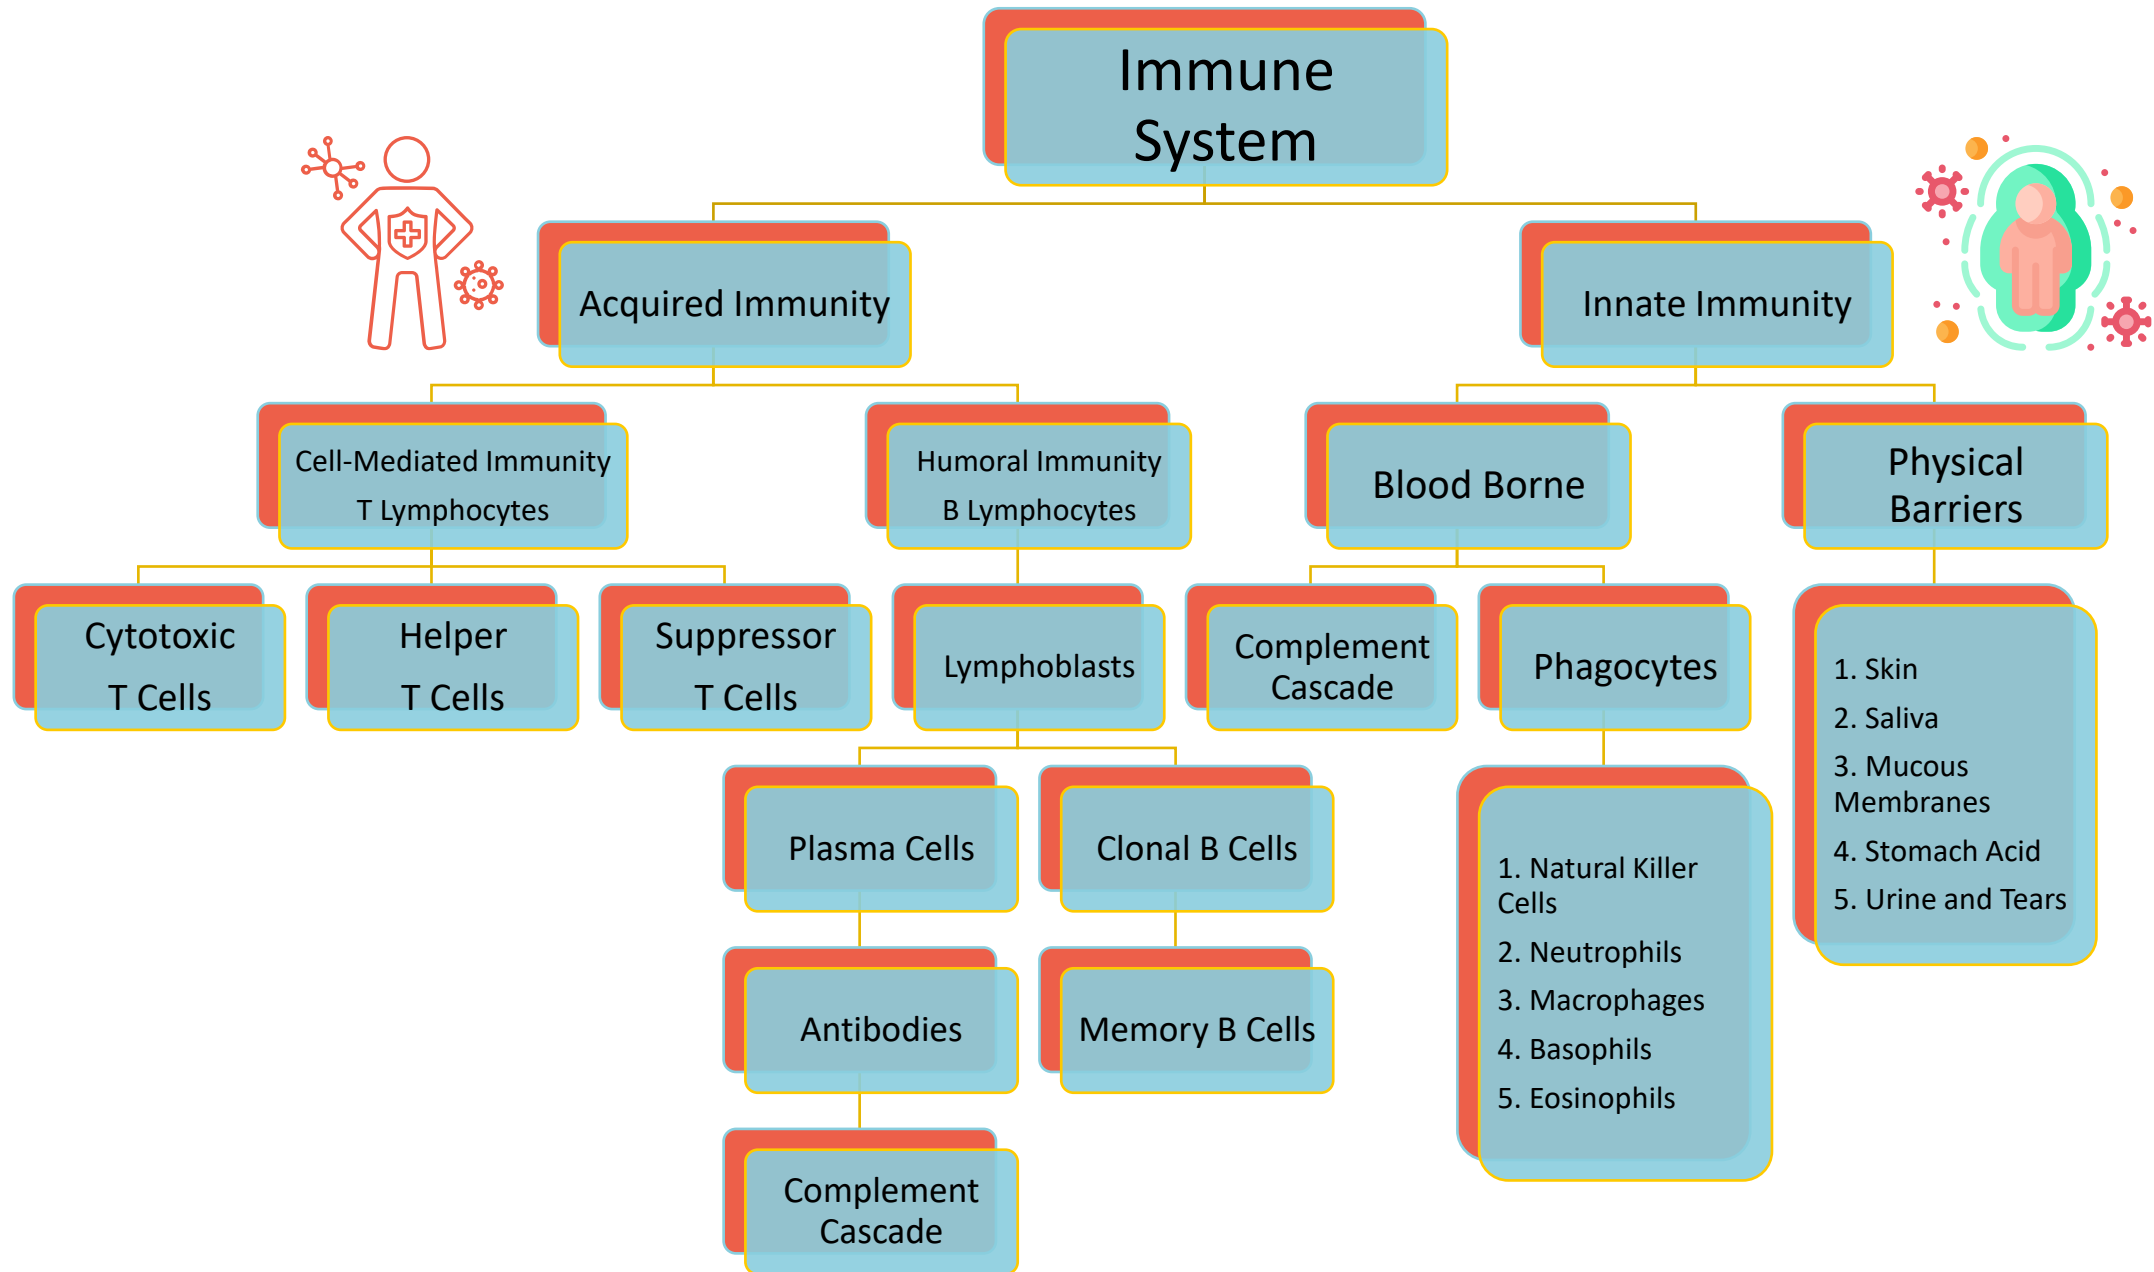 Immune
System
Acquired Immunity
Innate Immunity
Cell-Mediated Immunity
T Lymphocytes
Humoral Immunity
B Lymphocytes
Blood Borne
Physical
Barriers
Cytotoxic
T Cells
Helper
T Cells
Suppressor
T Cells
Lymphoblasts
Complement
Cascade
Phagocytes
1. Skin
2. Saliva
3. Mucous
Membranes
4. Stomach Acid
5. Urine and Tears
Plasma Cells
Clonal B Cells
1. Natural Killer
Cells
2. Neutrophils
3. Macrophages
4. Basophils
5. Eosinophils
Antibodies
Memory B Cells
Complement
Cascade